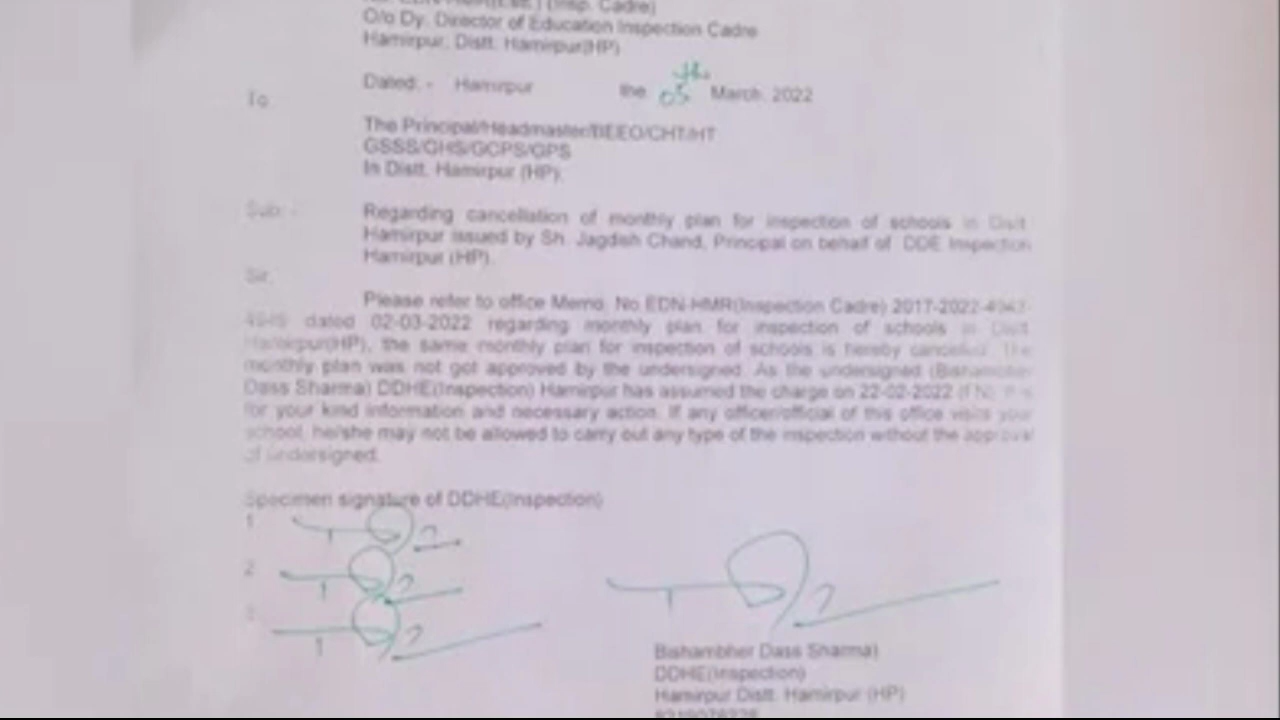 (Insp. Cadre)
O/o Dy. Director of Education Inspection Cadre
Hamirpur, Distt. Hamirpur(HP)
Dated: - Hamirpur the 05th March, 2022
To
The Principal/Headmaster/BEEO/CHT/HT
GSSS/GHS/GCPS/GPS
In Distt. Hamirpur (HP).
Sub: - Regarding cancellation of monthly plan for inspection of schools in Distt.
Hamirpur issued by Sh. Jagdish Chand, Principal on behalf of DDE Inspection
Hamirpur (HP).
Sir,
Please refer to office Memo. No EDN-HMR(Inspection Cadre) 2017-2022-
dated 02-03-2022 regarding monthly plan for inspection of schools in Distt.
Hamirpur(HP), the same monthly plan for inspection of schools is hereby cancelled. The
monthly plan was not got approved by the undersigned. As the undersigned (Bishambher
Dass Sharma) DDHE(Inspection) Hamirpur has assumed the charge on 22-02-2022
for your kind information and necessary action. If any officer/official of this office visits your
school, he/she may not be allowed to carry out any type of the inspection without the approval
of undersigned.
Specimen signature of DDHE(Inspection)
1
2
Bishambher Dass Sharma)
DDHE(Inspection)
Hamirpur Distt. Hamirpur (HP)